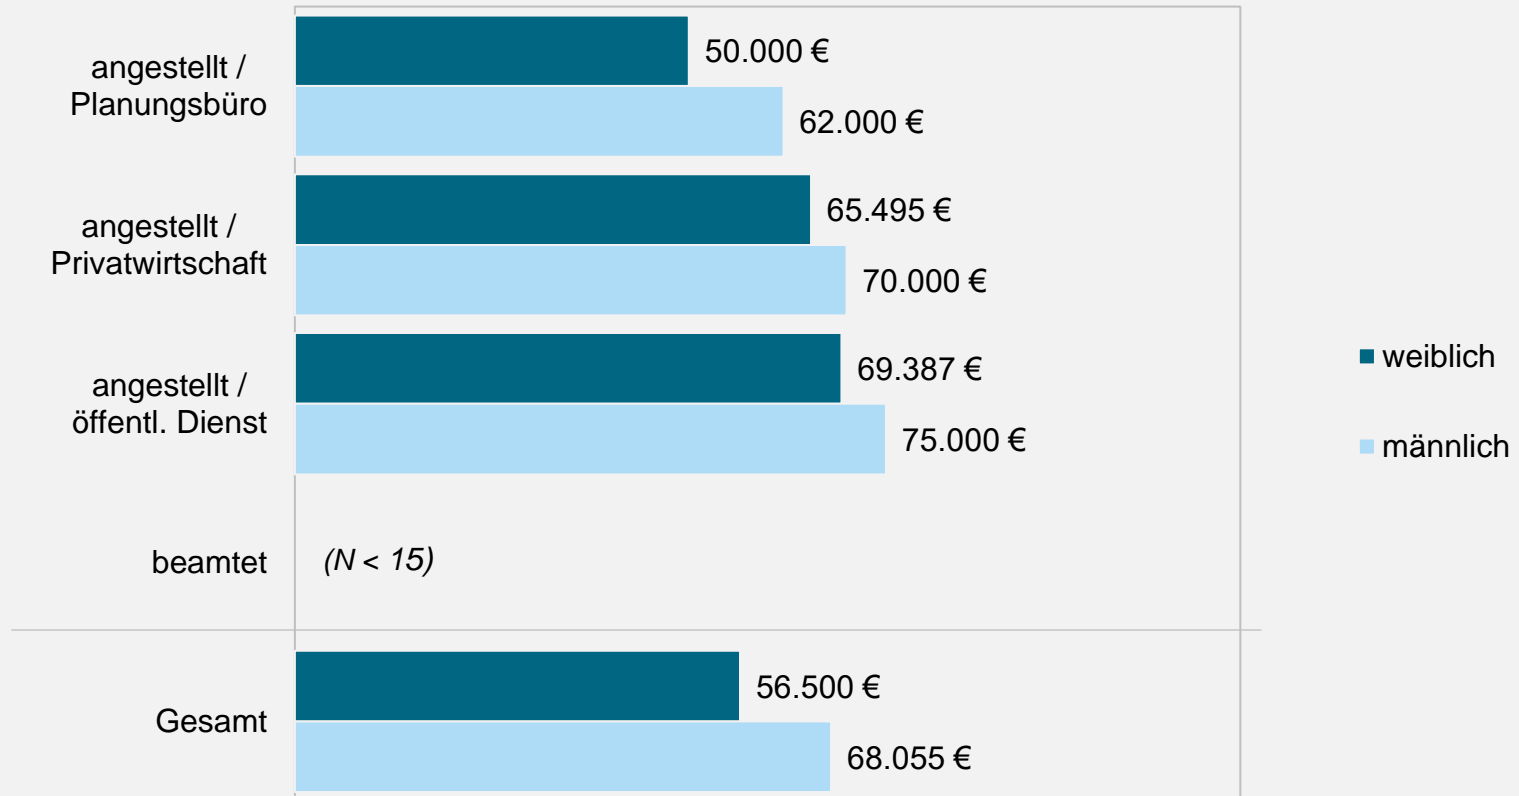 angestellt /
Planungsbüro
50.000 €
62.000 €
angestellt /
Privatwirtschaft
65.495 €
70.000 €
angestellt /
öffentl. Dienst
69.387 €
75.000 €
beamtet
(N < 15)
Gesamt
56.500 €
68.055 €
weiblich
männlich